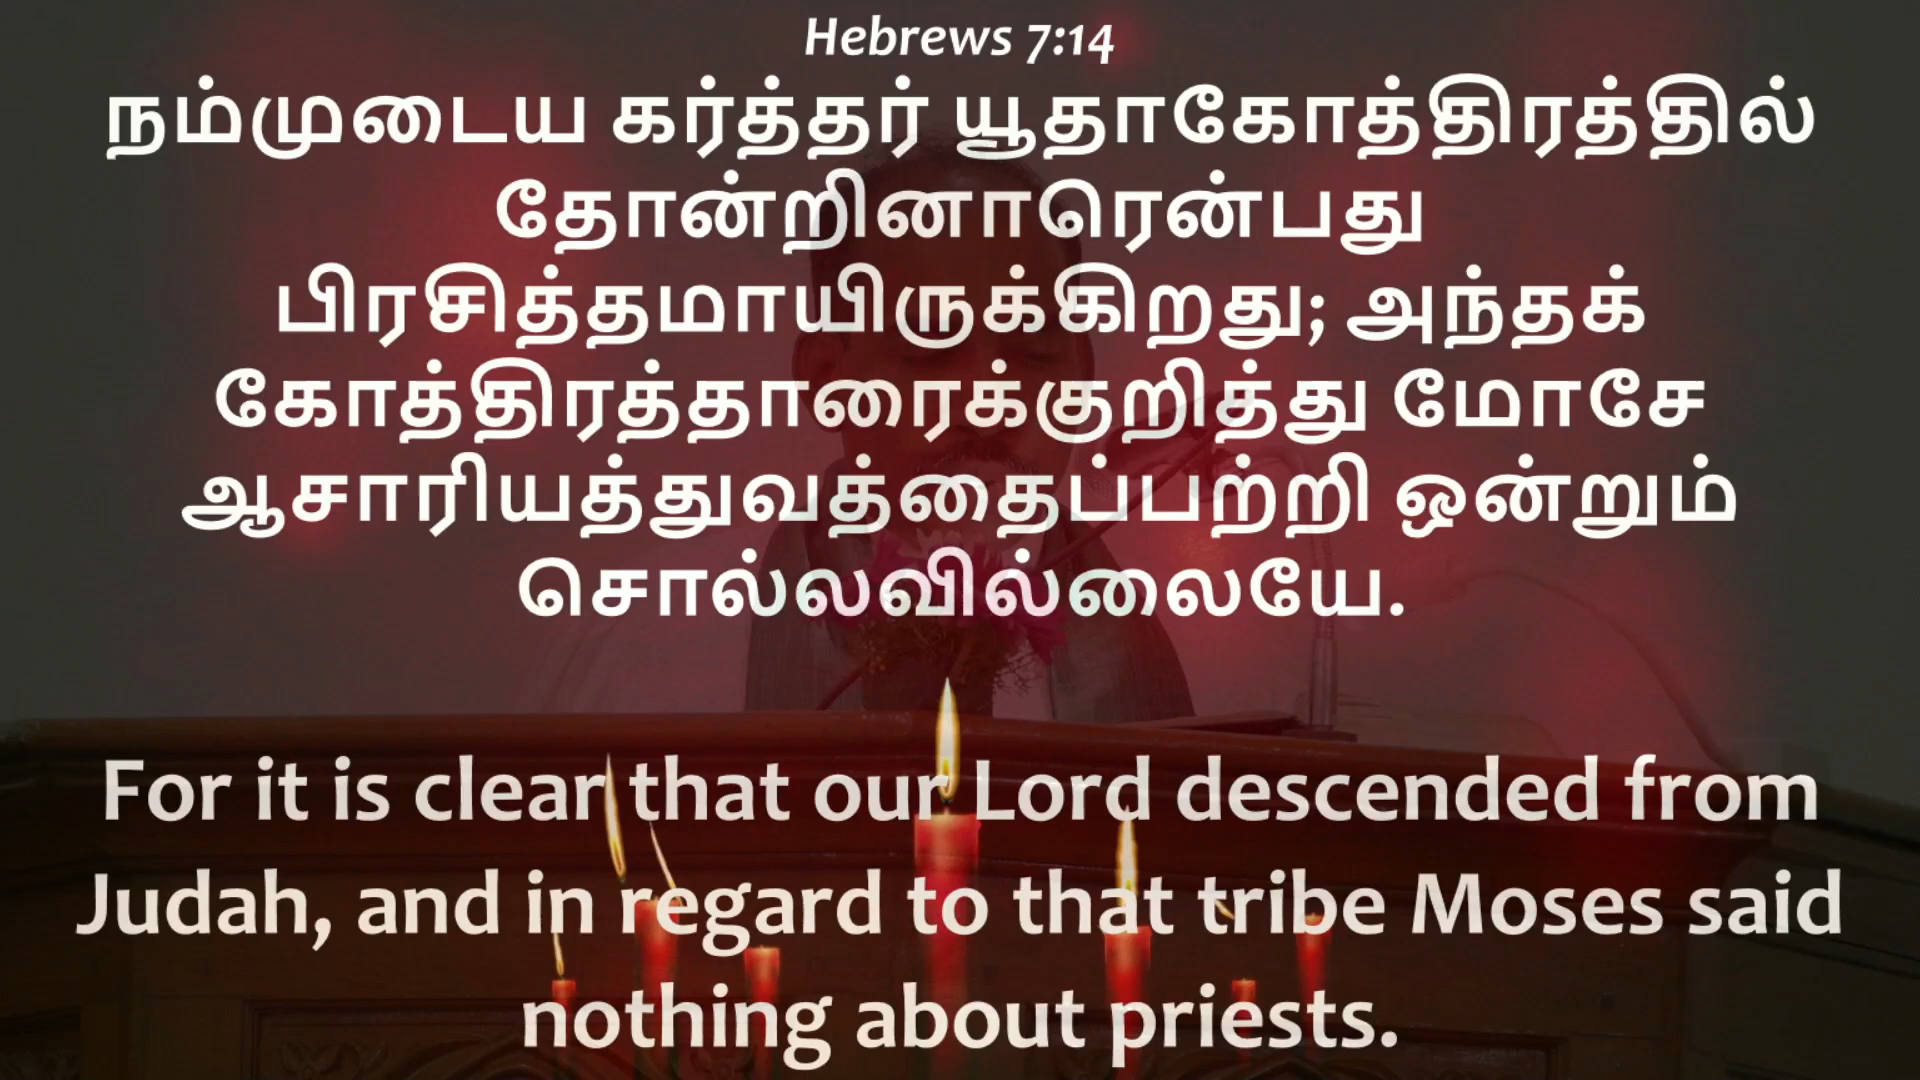 Hebrews 7:14
நம்முடைய கர்த்தர் யூதாகோத்திரத்தில்
தோன்றினாரென்பது
பிரசித்தமாயிருக்கிறது; அந்தக்
கோத்திரத்தாரைக்குறித்து மோசே
ஆசாரியத்துவத்தைப்பற்றி ஒன்றும்
சொல்லவில்லையே.
For it is clear that our Lord descended from
Judah, and in regard to that tribe Moses said
nothing about priests.